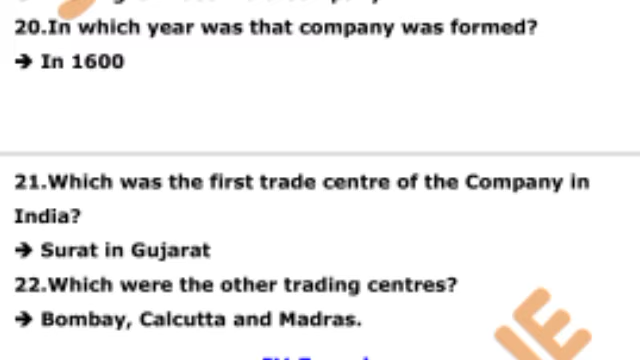 20.In which year was that company was formed?
→ In 1600
21.Which was the first trade centre of the Company in
India?
→ Surat in Gujarat
22.Which were the other trading centres?
→ Bombay, Calcutta and Madras.